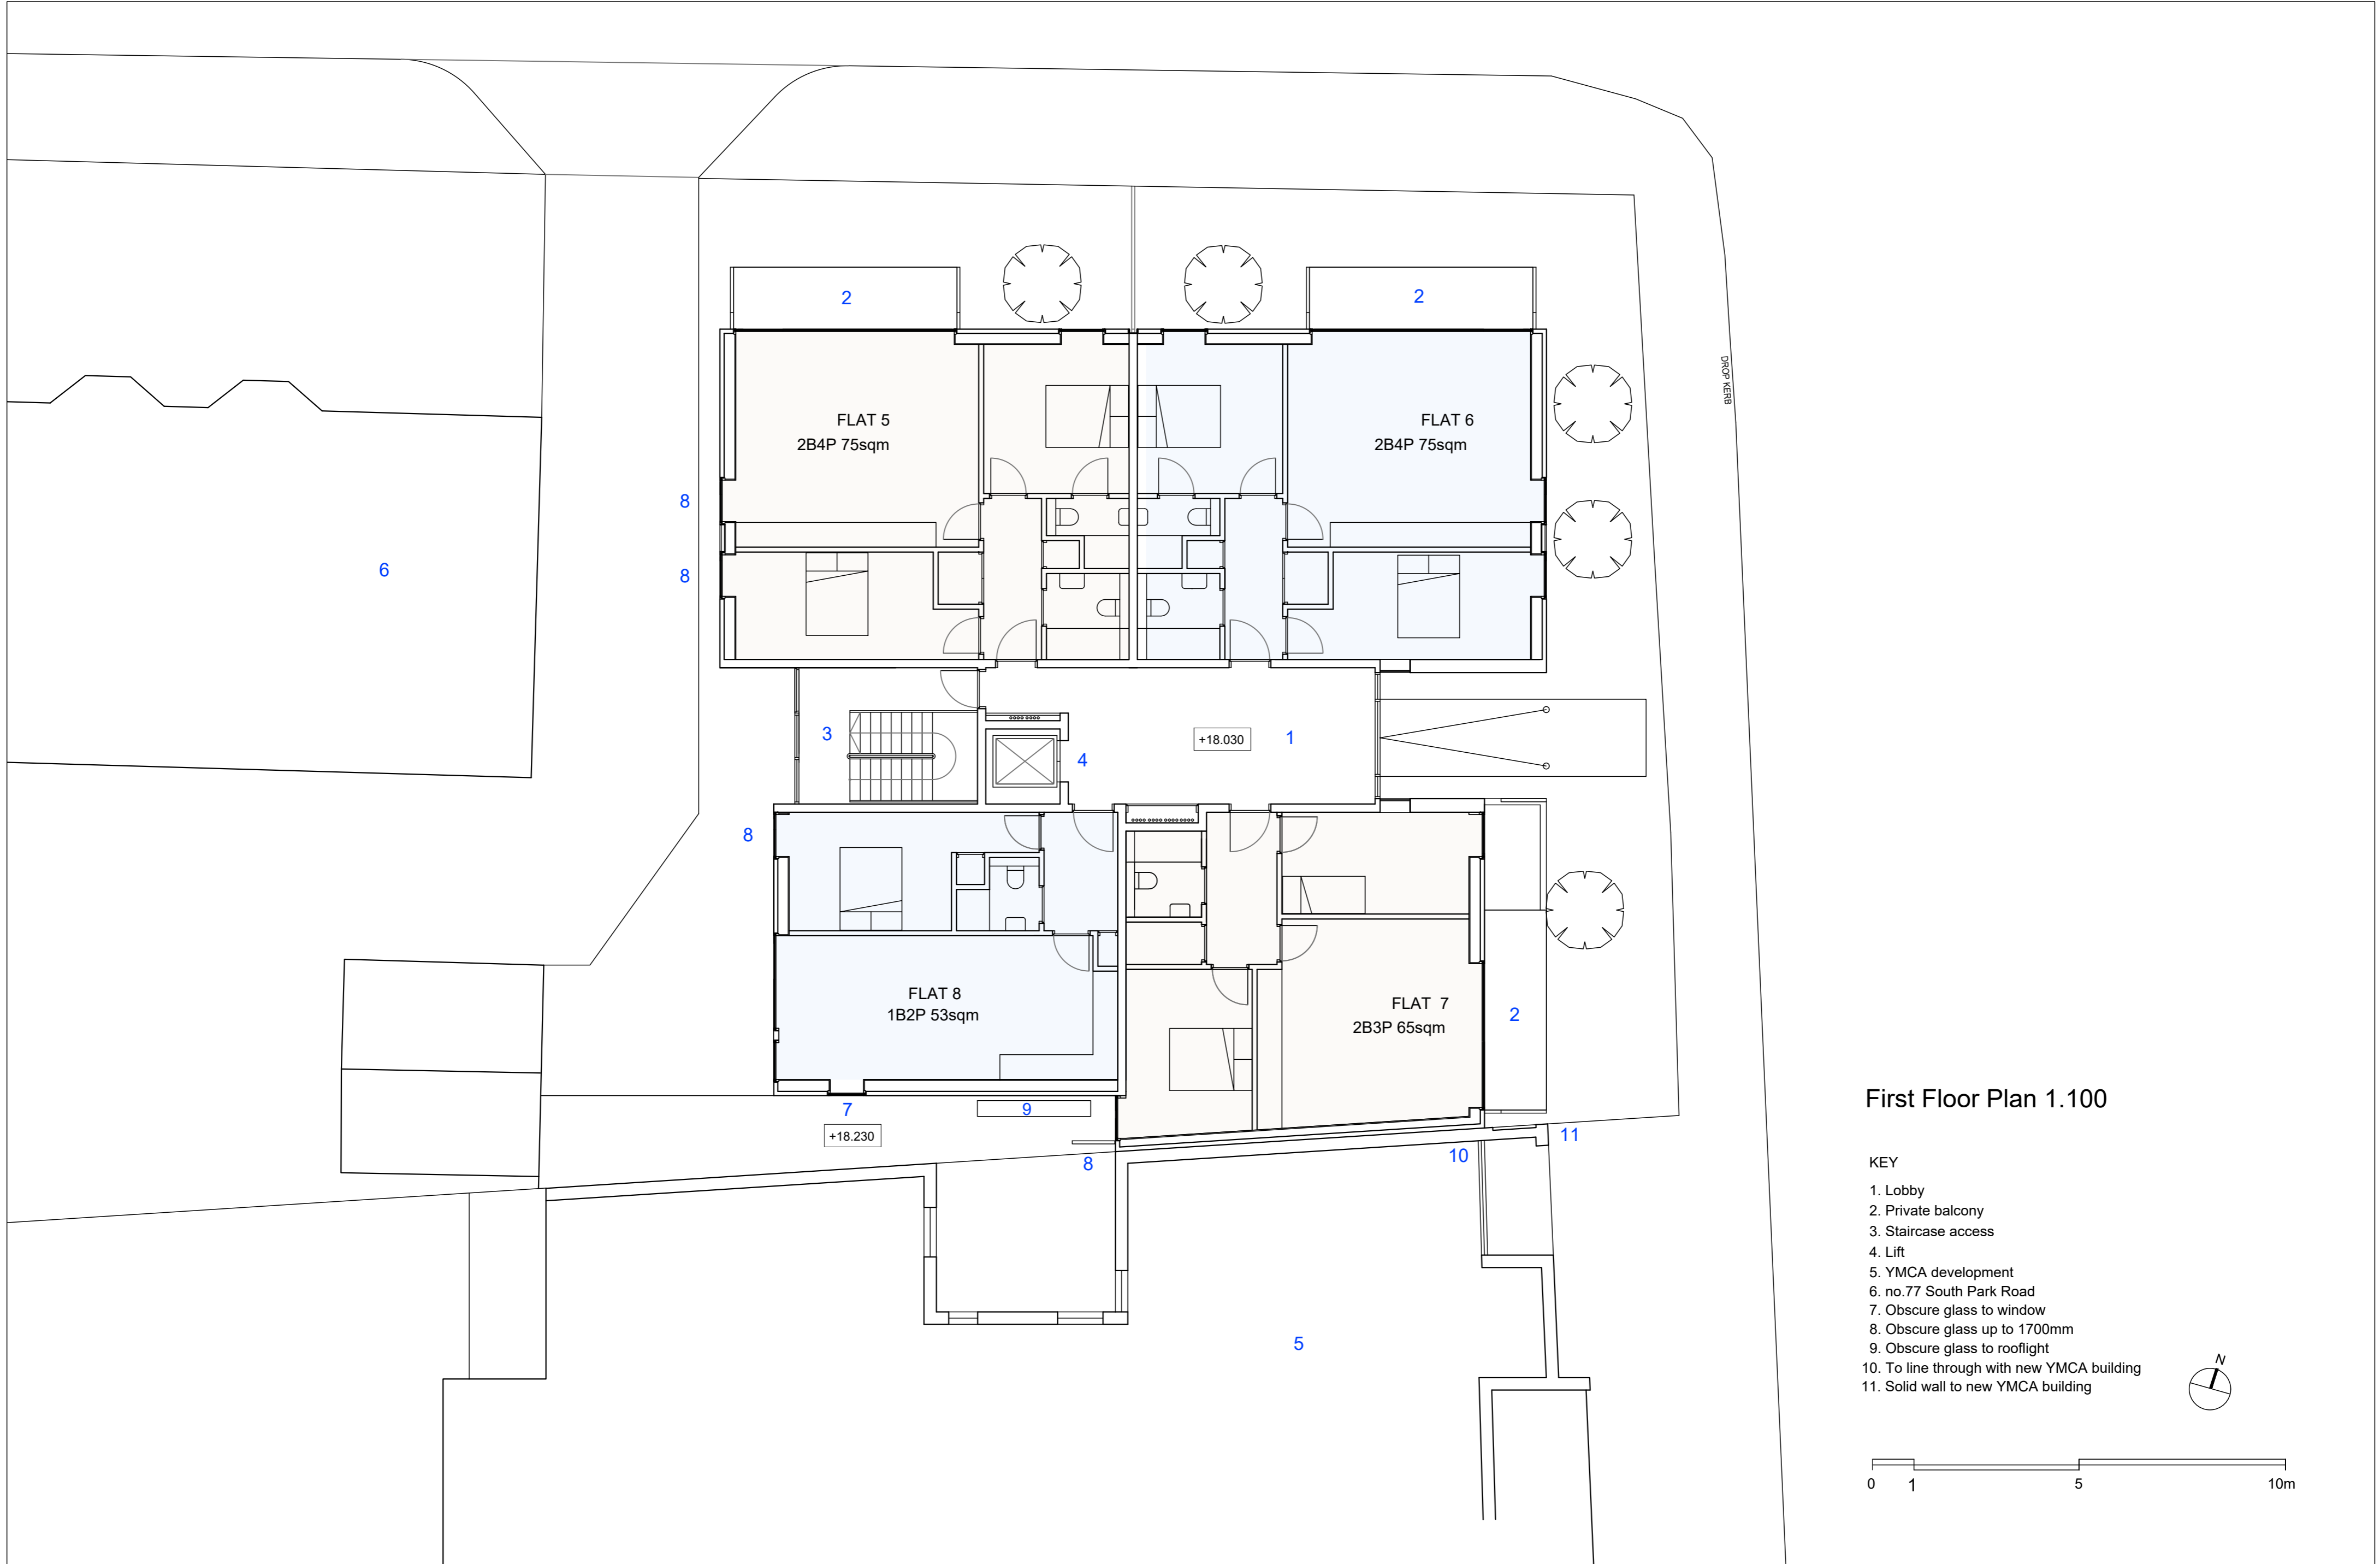 2
2
DROP KERB
FLAT 5
2B4P 75sqm
FLAT 6
2B4P 75sqm
8
6
8
3
4
+18.030
1
8
FLAT 8
1B2P 53sqm
FLAT 7
2B3P 65sqm
2
7
9
+18.230
8
10
11
5
First Floor Plan 1.100
KEY
1. Lobby
2. Private balcony
3. Staircase access
4. Lift
5. YMCA development
6. no.77 South Park Road
7. Obscure glass to window
8. Obscure glass up to 1700mm
9. Obscure glass to rooflight
10. To line through with new YMCA building
11. Solid wall to new YMCA building
N
0 1 5 10m